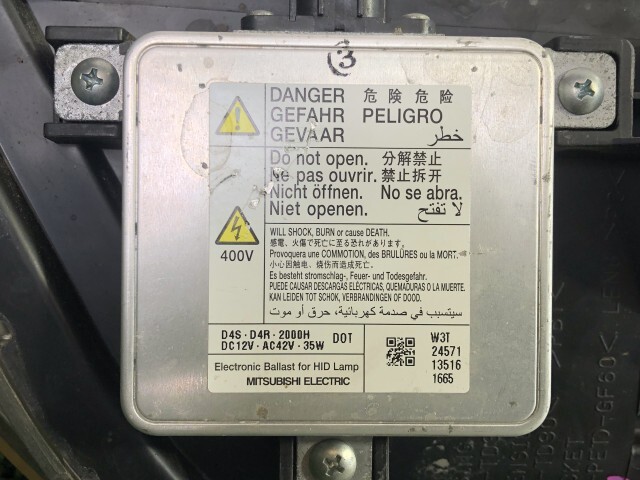 3
DANGER 危 険 危 险
GEFAHR PELIGRO
GEVAAR خطر
Do not open. 分解禁止
Ne pas ouvrir. 禁止拆开
Nicht öffnen. No se abra.
Niet openen. لا تفتح
400V
WILL SHOCK, BURN or cause DEATH.
感電、火傷で死亡に至る恐れがあります。
Provoquera une COMMOTION, des BRULÛRES ou la MORT.
小心因触电、烧伤而造成死亡。
Es besteht stromschlag-, Feuer- und Todesgefahr.
PUEDE CAUSAR DESCARGAS ELÉCTRICAS, QUEMADURAS O LA MUERTE.
KAN LEIDEN TOT SCHOK, VERBRANDINGEN OF DOOD.
سيتسبب في صدمة كهربائية، حرق أو موت
D4S・D4R・2000H DOT
DC12V・AC42V・35W
Electronic Ballast for HID Lamp
MITSUBISHI ELECTRIC
W3T
24571
13516
1665
PET-GF60<